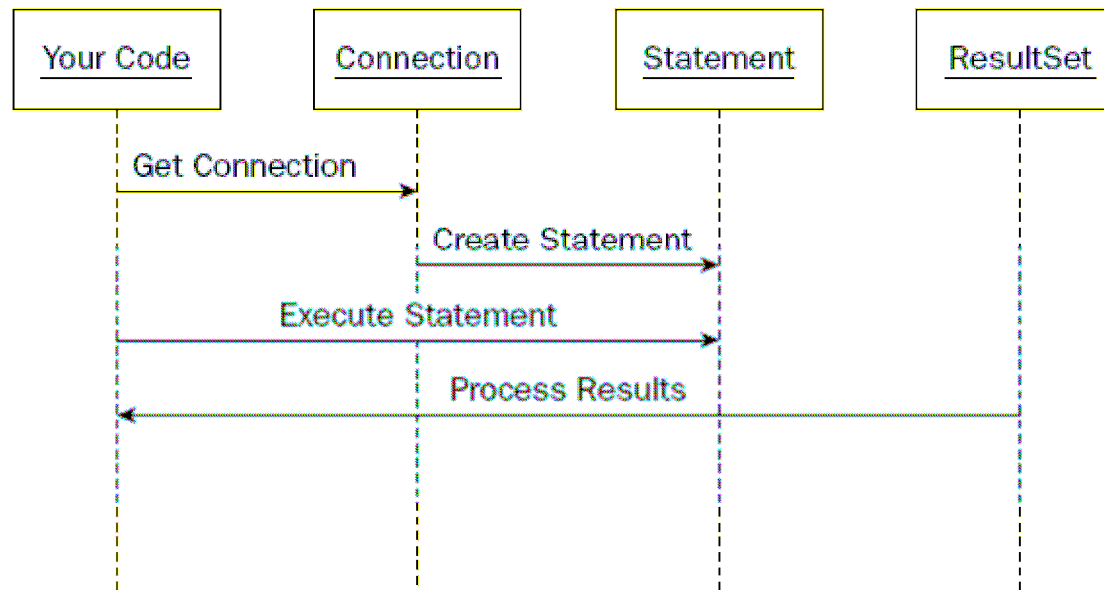 Your Code
Connection
Statement
ResultSet
Get Connection
Create Statement
Execute Statement
Process Results